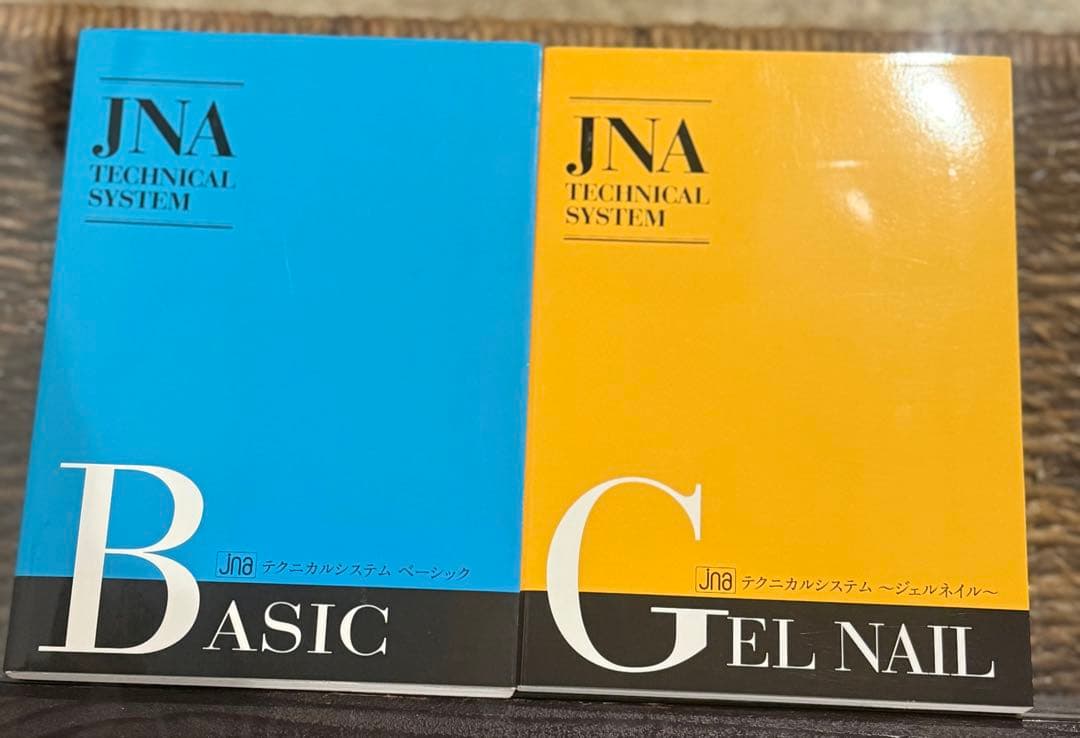 JNA
TECHNICAL
SYSTEM
jna テクニカルシステム ベーシック
BASIC
JNA
TECHNICAL
SYSTEM
jna テクニカルシステム ～ジェルネイル～
GEL NAIL